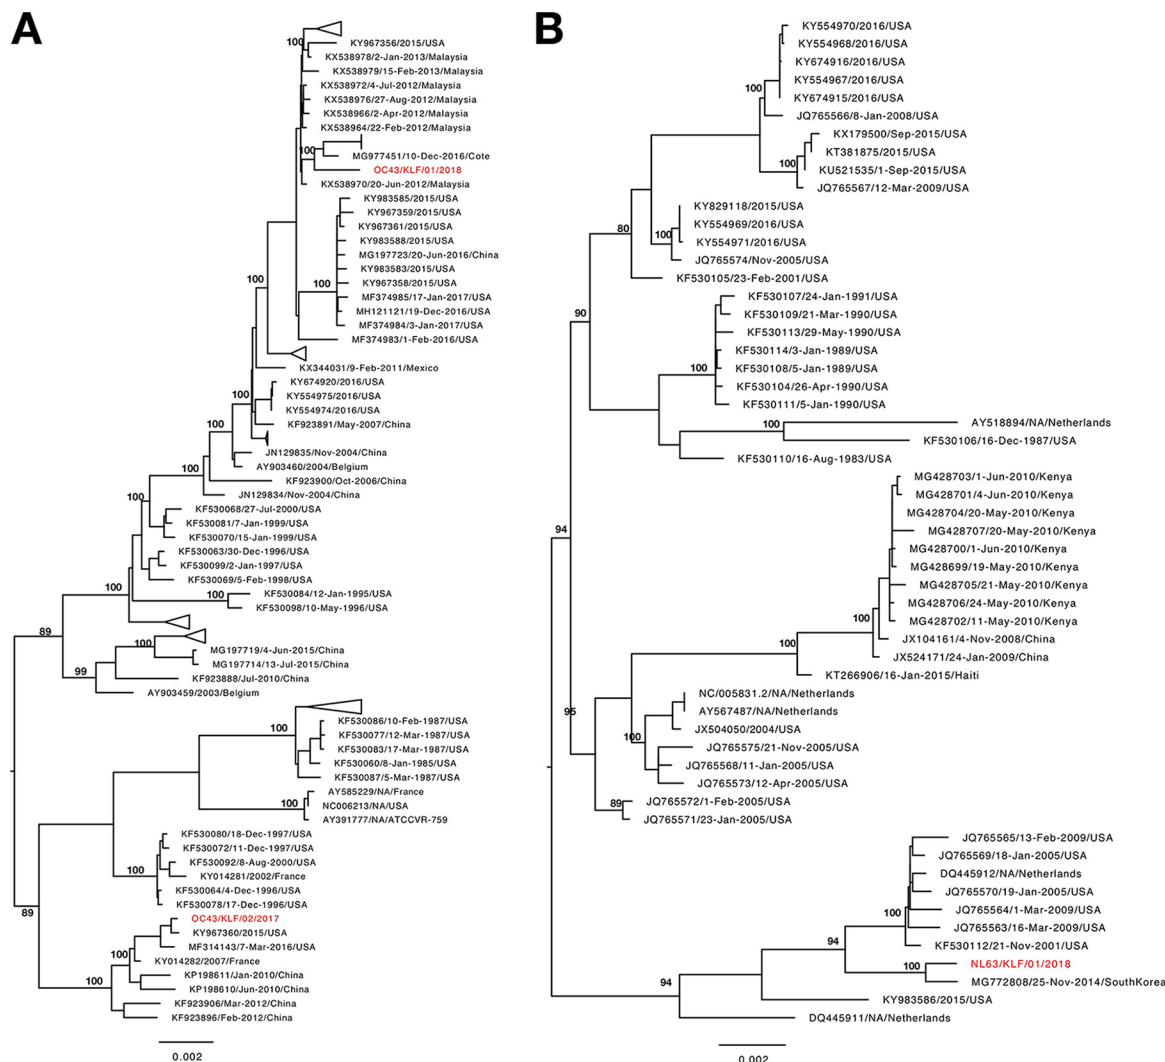 A
100
KY967356/2015/USA
KX538978/2-Jan-2013/Malaysia
KX538979/15-Feb-2013/Malaysia
KX538972/4-Jul-2012/Malaysia
KX538976/27-Aug-2012/Malaysia
KX538966/2-Apr-2012/Malaysia
KX538964/22-Feb-2012/Malaysia
100
MG977451/10-Dec-2016/Cote
OC43/KLF/01/2018
KX538970/20-Jun-2012/Malaysia
KY983585/2015/USA
KY967359/2015/USA
KY967361/2015/USA
KY983588/2015/USA
MG197723/20-Jun-2016/China
KY983583/2015/USA
100
100
KY967358/2015/USA
MF374985/17-Jan-2017/USA
MH121121/19-Dec-2016/USA
MF374984/3-Jan-2017/USA
MF374983/1-Feb-2016/USA
KX344031/9-Feb-2011/Mexico
KY674920/2016/USA
100
KY554975/2016/USA
KY554974/2016/USA
100
KF923891/May-2007/China
JN129835/Nov-2004/China
100
AY903460/2004/Belgium
KF923900/Oct-2006/China
100
JN129834/Nov-2004/China
KF530068/27-Jul-2000/USA
KF530081/7-Jan-1999/USA
KF530070/15-Jan-1999/USA
KF530063/30-Dec-1996/USA
KF530099/2-Jan-1997/USA
KF530069/5-Feb-1998/USA
100
KF530084/12-Jan-1995/USA
KF530098/10-May-1996/USA
89
100
MG197719/4-Jun-2015/China
MG197714/13-Jul-2015/China
99
KF923888/Jul-2010/China
AY903459/2003/Belgium
KF530086/10-Feb-1987/USA
100
KF530077/12-Mar-1987/USA
KF530083/17-Mar-1987/USA
KF530060/8-Jan-1985/USA
KF530087/5-Mar-1987/USA
AY585229/NA/France
100
NC006213/NA/USA
AY391777/NA/ATCCVR-759
KF530080/18-Dec-1997/USA
KF530072/11-Dec-1997/USA
KF530092/8-Aug-2000/USA
100
KY014281/2002/France
KF530064/4-Dec-1996/USA
KF530078/17-Dec-1996/USA
89
OC43/KLF/02/2017
KY967360/2015/USA
MF314143/7-Mar-2016/USA
100
KY014282/2007/France
KP198611/Jan-2010/China
100
KP198610/Jun-2010/China
KF923906/Mar-2012/China
KF923896/Feb-2012/China
0.002
B
KY554970/2016/USA
KY554968/2016/USA
KY674916/2016/USA
100
KY554967/2016/USA
KY674915/2016/USA
JQ765566/8-Jan-2008/USA
KX179500/Sep-2015/USA
KT381875/2015/USA
100
KU521535/1-Sep-2015/USA
JQ765567/12-Mar-2009/USA
KY829118/2015/USA
80
KY554969/2016/USA
100
KY554971/2016/USA
JQ765574/Nov-2005/USA
KF530105/23-Feb-2001/USA
KF530107/24-Jan-1991/USA
90
KF530109/21-Mar-1990/USA
KF530113/29-May-1990/USA
KF530114/3-Jan-1989/USA
100
KF530108/5-Jan-1989/USA
KF530104/26-Apr-1990/USA
KF530111/5-Jan-1990/USA
100
AY518894/NA/Netherlands
KF530106/16-Dec-1987/USA
KF530110/16-Aug-1983/USA
MG428703/1-Jun-2010/Kenya
MG428701/4-Jun-2010/Kenya
MG428704/20-May-2010/Kenya
94
MG428707/20-May-2010/Kenya
MG428700/1-Jun-2010/Kenya
MG428699/19-May-2010/Kenya
MG428705/21-May-2010/Kenya
MG428706/24-May-2010/Kenya
100
MG428702/11-May-2010/Kenya
JX104161/4-Nov-2008/China
100
JX524171/24-Jan-2009/China
KT266906/16-Jan-2015/Haiti
NC/005831.2/NA/Netherlands
95
AY567487/NA/Netherlands
JX504050/2004/USA
100
JQ765575/21-Nov-2005/USA
JQ765568/11-Jan-2005/USA
JQ765573/12-Apr-2005/USA
89
JQ765572/1-Feb-2005/USA
JQ765571/23-Jan-2005/USA
JQ765565/13-Feb-2009/USA
JQ765569/18-Jan-2005/USA
DQ445912/NA/Netherlands
JQ765570/19-Jan-2005/USA
100
JQ765564/1-Mar-2009/USA
JQ765563/16-Mar-2009/USA
94
KF530112/21-Nov-2001/USA
100
NL63/KLF/01/2018
94
MG772808/25-Nov-2014/SouthKorea
KY983586/2015/USA
DQ445911/NA/Netherlands
0.002